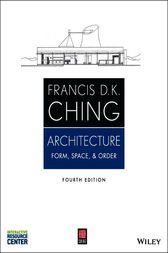 FRANCIS D.K.
CHING
ARCHITECTURE
FORM, SPACE, & ORDER
FOURTH EDITION
INTERACTIVE
RESOURCE
CENTER
WILEY